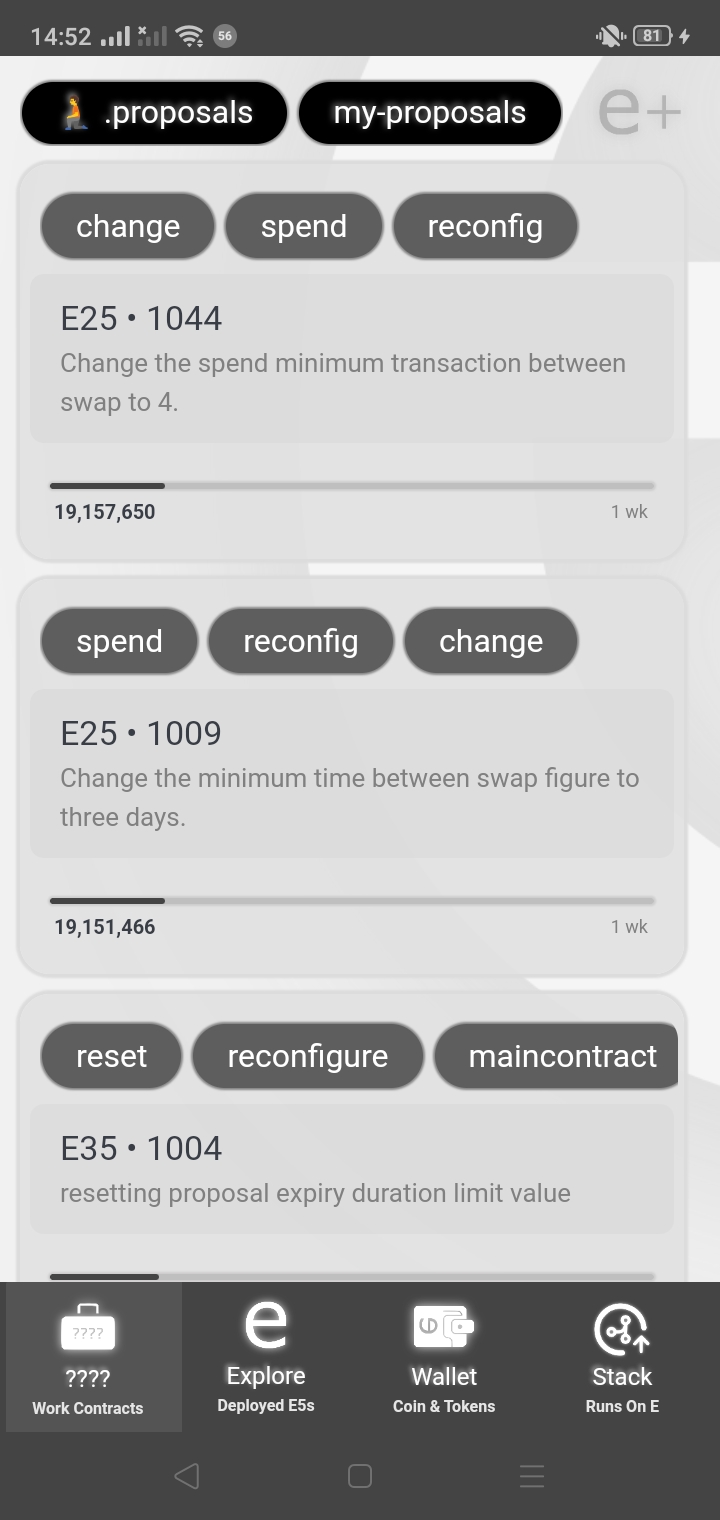 14:52
56
81
.proposals my-proposals e+
change spend reconfig
E25 • 1044
Change the spend minimum transaction between
swap to 4.
19,157,650 1 wk
spend reconfig change
E25 • 1009
Change the minimum time between swap figure to
three days.
19,151,466 1 wk
reset reconfigure maincontract
E35 • 1004
resetting proposal expiry duration limit value
???? e e
???? Explore Wallet Stack
Work Contracts Deployed E5s Coin & Tokens Runs On E